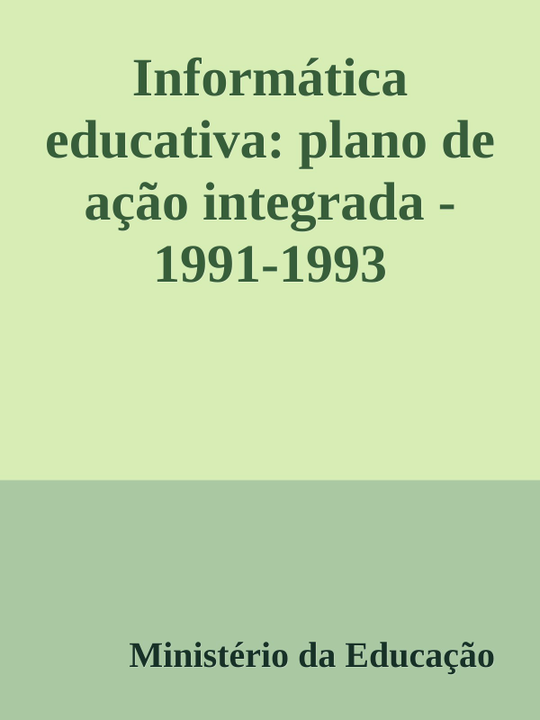 Informática
educativa: plano de
ação integrada -
1991-1993
Ministério da Educação